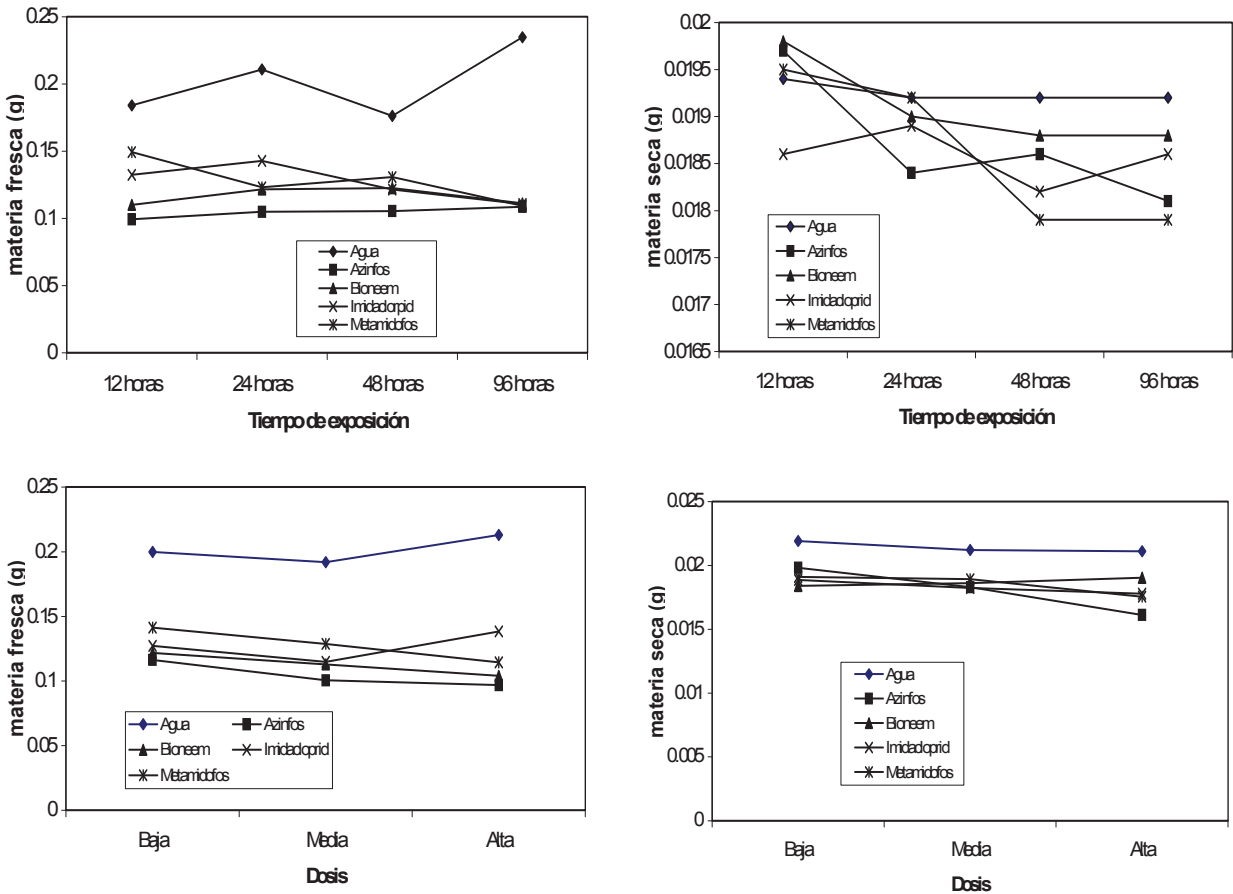 materia fresca (g)
0.25
0.2
0.15
0.1
0.05
0
Agua
Azinfos
Bioneem
Imidadorpid
Metamidofos
12 horas 24 horas 48 horas 96 horas
Tiempo de exposición
materia seca (g)
0.02
0.0195
0.019
0.0185
0.018
0.0175
0.017
0.0165
Agua
Azinfos
Bioneem
Imidadoprid
Metamidofos
12 horas 24 horas 48 horas 96 horas
Tiempo de exposición
materia fresca (g)
0.25
0.2
0.15
0.1
0.05
0
Agua Azinfos
Bioneem Imidadoprid
Metamidofos
Baja Media Alta
Dosis
materia seca (g)
0.025
0.02
0.015
0.01
0.005
0
Agua
Azinfos
Bioneem
Imidadoprid
Metamidofos
Baja Media Alta
Dosis